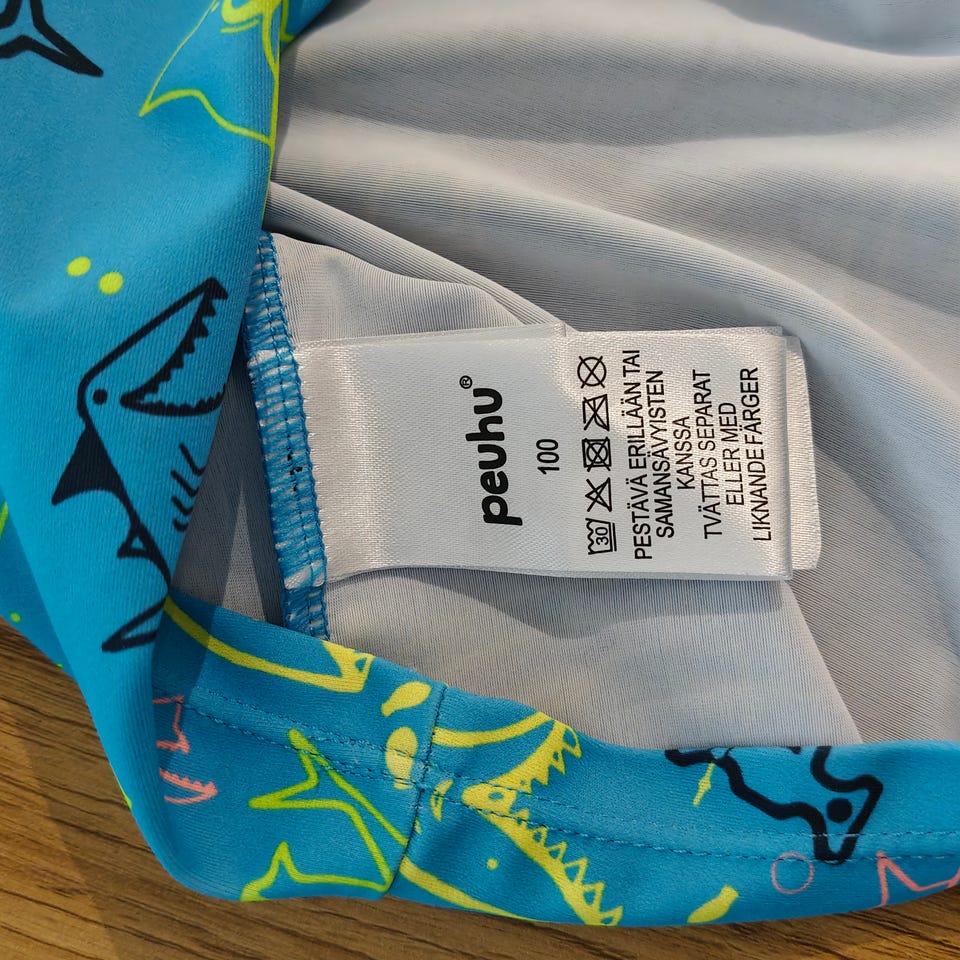 peuhu®
100
30
PESTÄVÄ ERILLÄÄN TAI
SAMANSÄVYISTEN
KANSSA
TVÄTTAS SEPARAT
ELLER MED
LIKNANDE FÄRGER